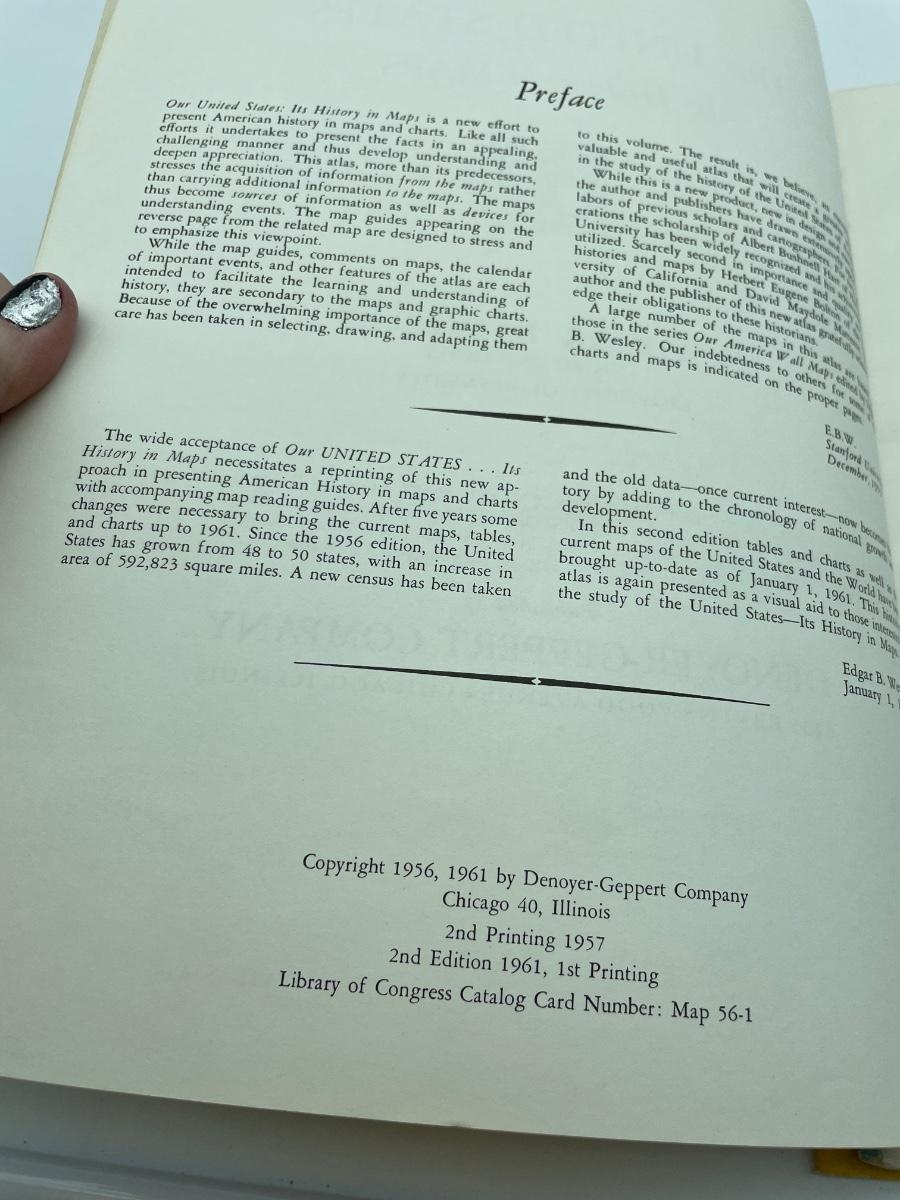 Preface
Our United States: Its History in Maps is a new effort to
present American history in maps and charts. Like all such
efforts it undertakes to present the facts in an appealing,
challenging manner and thus develop understanding and
deepen appreciation. This atlas, more than its predecessors,
stresses the acquisition of information from the maps rather
than carrying additional information to the maps. The maps
thus become sources of information as well as devices for
understanding events. The map guides appearing on the
reverse page from the related map are designed to stress and
to emphasize this viewpoint.
While the map guides, comments on maps, the calendar
of important events, and other features of the atlas are each
intended to facilitate the learning and understanding of
history, they are secondary to the maps and graphic charts.
Because of the overwhelming importance of the maps, great
care has been taken in selecting, drawing, and adapting them
to this volume. The result is, we believe,
valuable and useful atlas that will create
in the study of the history of the United States
While this is a new product, new in design and
the author and publishers have drawn
labors of previous scholars and cartographers.
erations the scholarship of Albert Bushnell
University has been widely recognized and
utilized. Scarcely second in importance and
histories and maps by Herbert Eugene Bolton of
versity of California and David Maydole
author and the publisher of this new atlas gratefully
edge their obligations to these historians.
A large number of the maps in this atlas are
those in the series Our America Wall Maps edited
B. Wesley. Our indebtedness to others for some
charts and maps is indicated on the proper pages.
E.B.W.
Stanford
December,
The wide acceptance of Our UNITED STATES . . . Its
History in Maps necessitates a reprinting of this new ap-
proach in presenting American History in maps and charts
with accompanying map reading guides. After five years some
changes were necessary to bring the current maps, tables,
and charts up to 1961. Since the 1956 edition, the United
States has grown from 48 to 50 states, with an increase in
area of 592,823 square miles. A new census has been taken
and the old data—once current interest—now
tory by adding to the chronology of national growth
development.
In this second edition tables and charts as well as
current maps of the United States and the World have
brought up-to-date as of January 1, 1961. This
atlas is again presented as a visual aid to those
the study of the United States—Its History in Maps.
Edgar B.
January 1,
Copyright 1956, 1961 by Denoyer-Geppert Company
Chicago 40, Illinois
2nd Printing 1957
2nd Edition 1961, 1st Printing
Library of Congress Catalog Card Number: Map 56-1